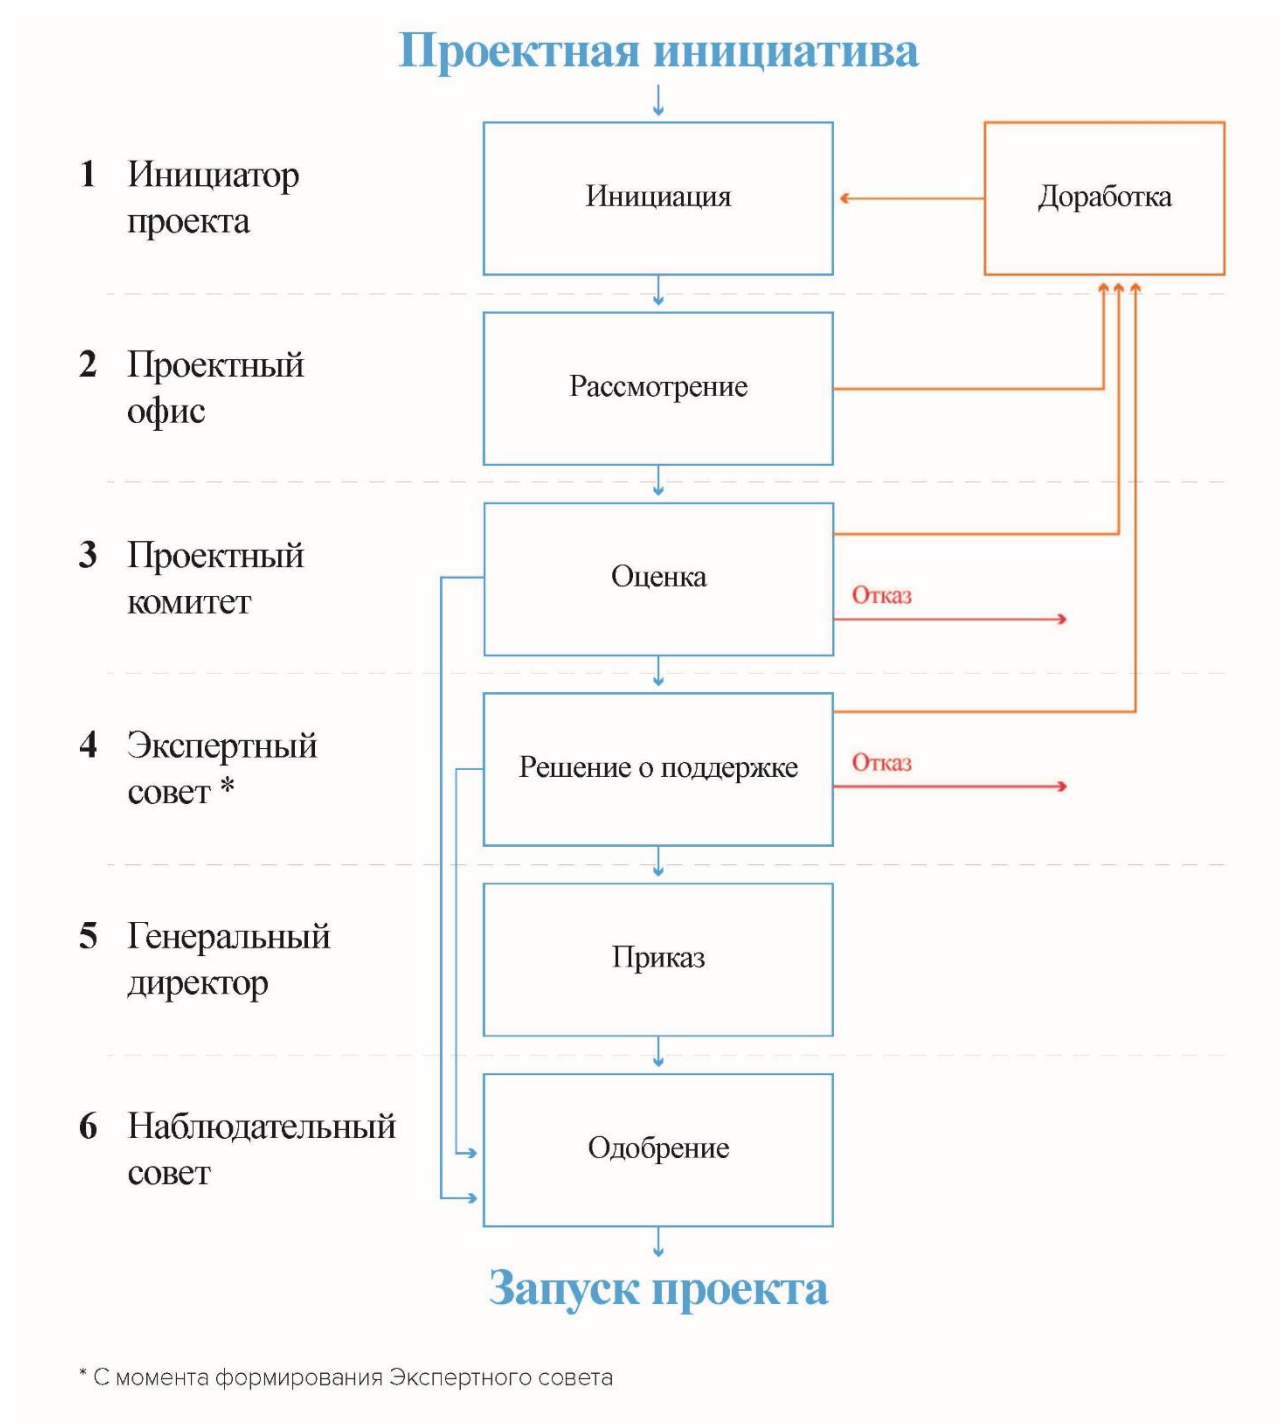 Проектная инициатива
1 Инициатор
проекта
Инициация
Доработка
2 Проектный
офис
Рассмотрение
3 Проектный
комитет
Оценка
Отказ
4 Экспертный
совет *
Решение о поддержке
Отказ
5 Генеральный
директор
Приказ
6 Наблюдательный
совет
Одобрение
Запуск проекта
* С момента формирования Экспертного совета